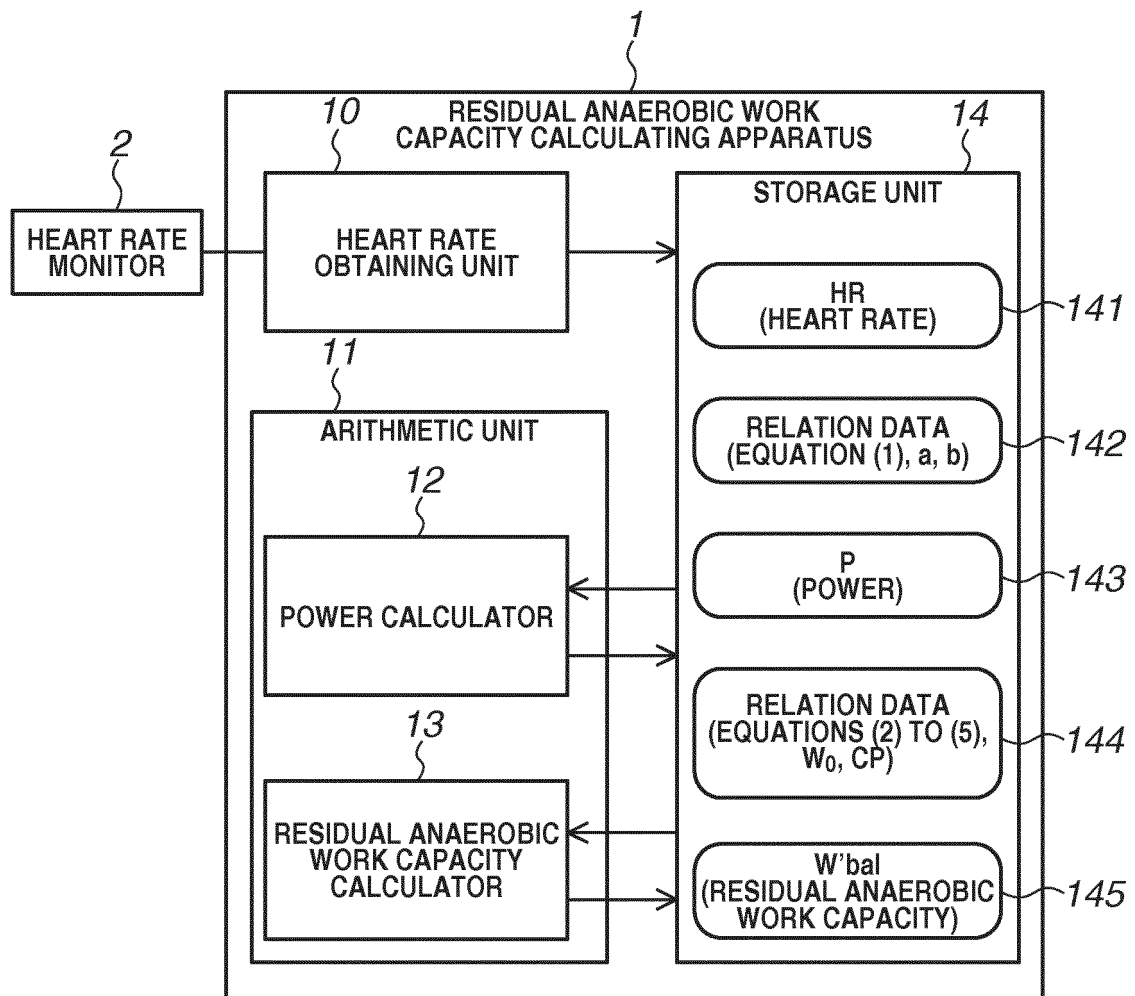 1
RESIDUAL ANAEROBIC WORK
CAPACITY CALCULATING APPARATUS
2
HEART RATE
MONITOR
10
HEART RATE
OBTAINING UNIT
11
ARITHMETIC UNIT
12
POWER CALCULATOR
13
RESIDUAL ANAEROBIC
WORK CAPACITY
CALCULATOR
14
STORAGE UNIT
HR
(HEART RATE)
141
RELATION DATA
(EQUATION (1), a, b)
142
P
(POWER)
143
RELATION DATA
(EQUATIONS (2) TO (5),
W₀, CP)
144
W'bal
(RESIDUAL ANAEROBIC
WORK CAPACITY)
145